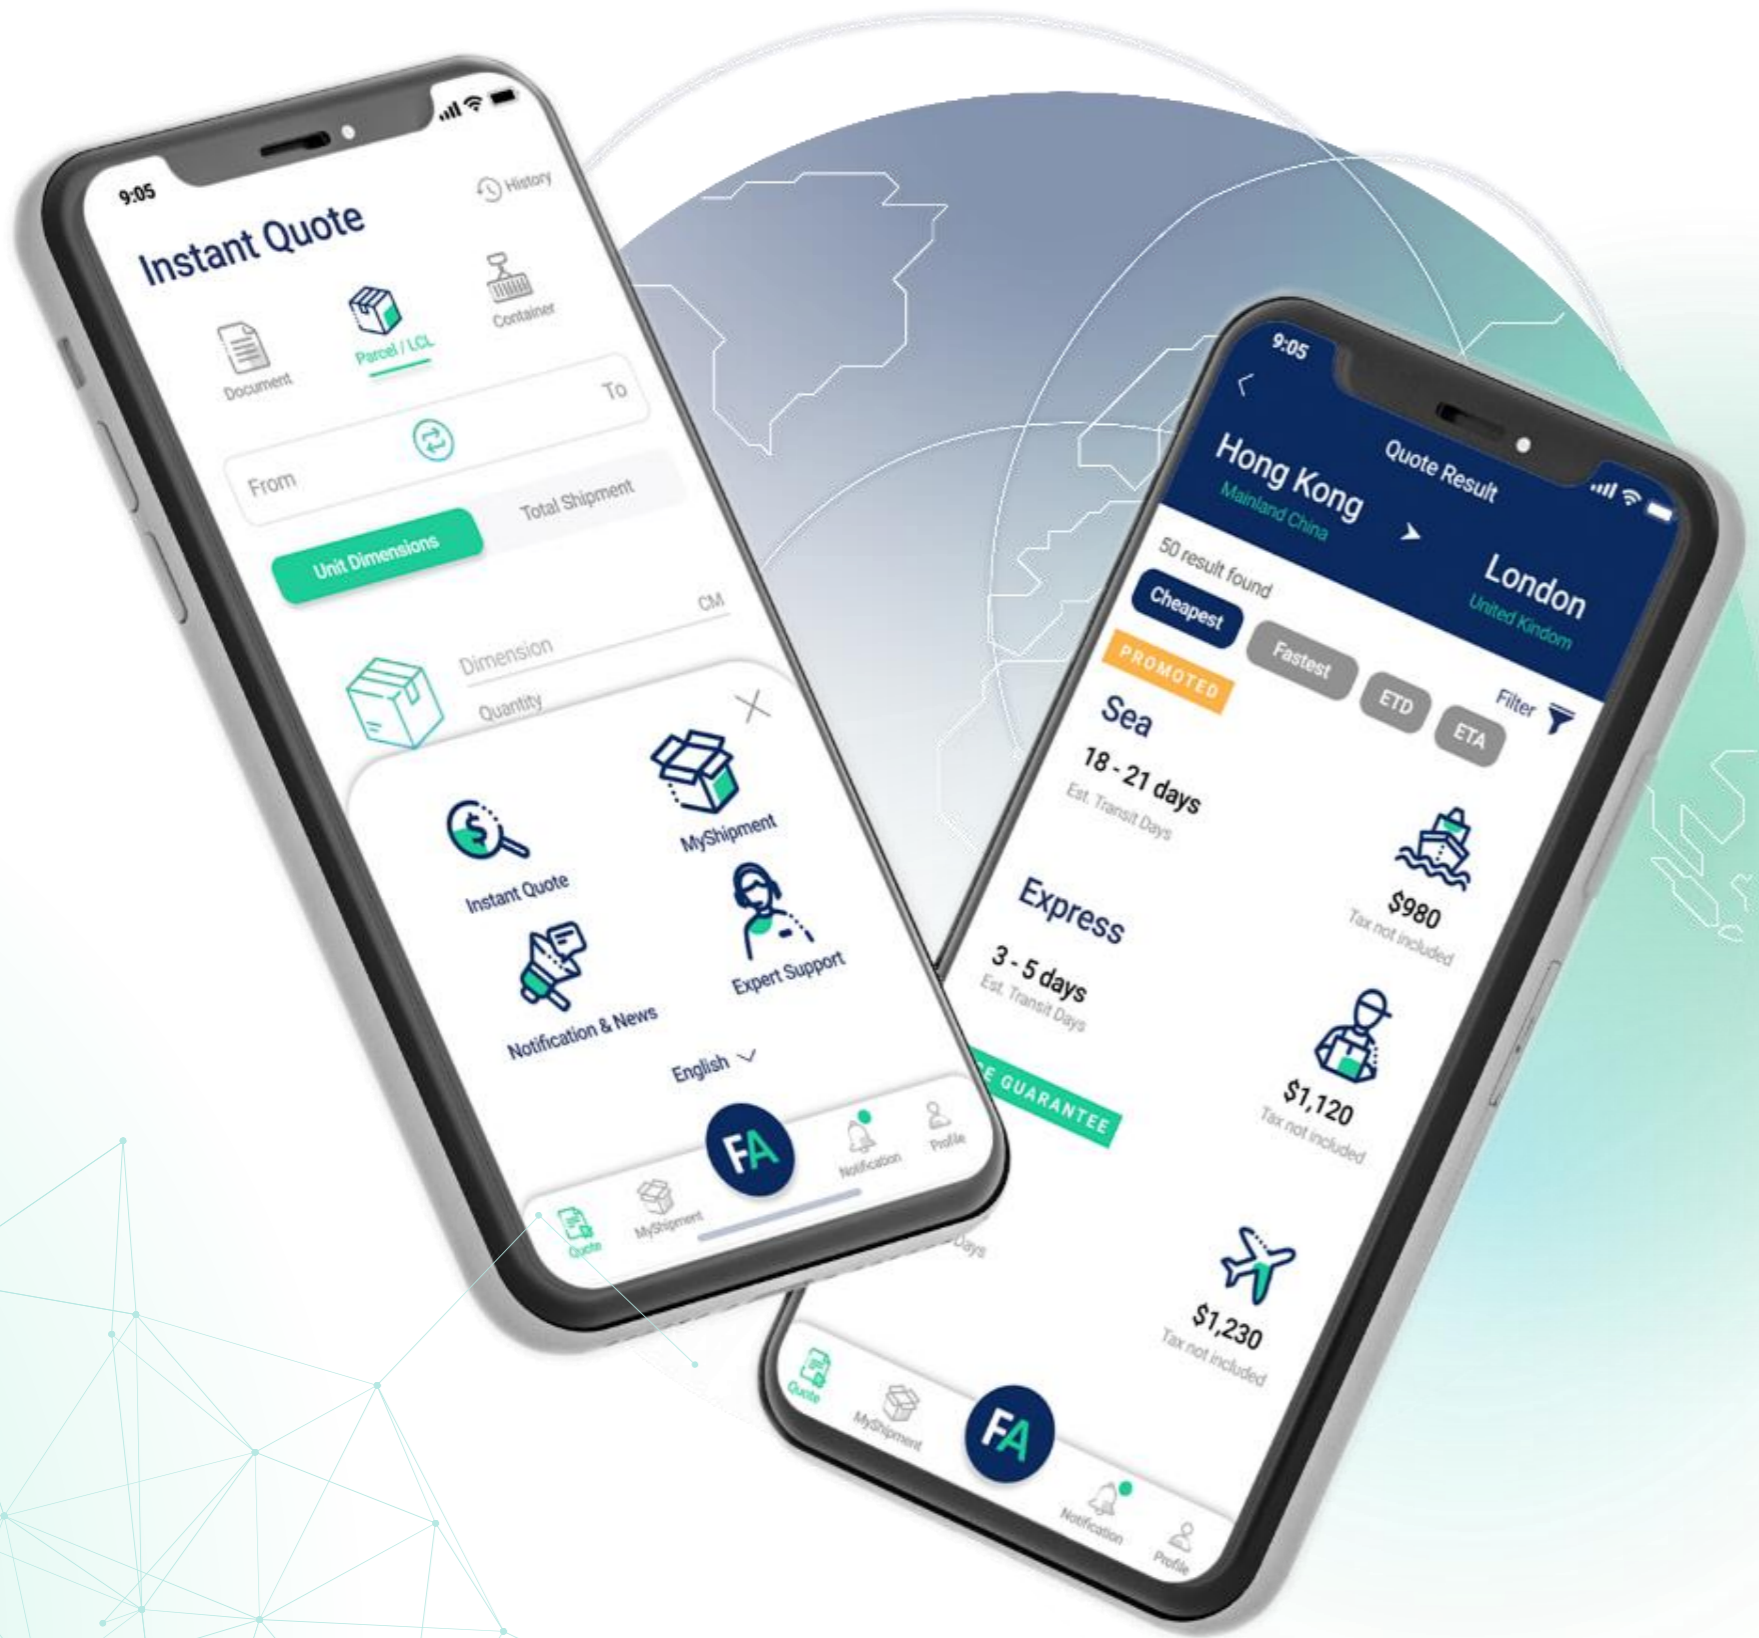 9:05
History
Instant Quote
Document
Parcel / LCL
Container
From
To
Unit Dimensions
Total Shipment
Dimension
CM
Quantity
Instant Quote
MyShipment
Notification & News
Expert Support
English
Quote
MyShipment
FA
Notification
Profile
9:05
Quote Result
Hong Kong
Mainland China
London
United Kindom
50 result found
Cheapest
Fastest
ETD
ETA
Filter
PROMOTED
Sea
18 - 21 days
Est. Transit Days
$980
Tax not included
Express
3 - 5 days
Est. Transit Days
$1,120
Tax not included
GUARANTEE
Days
$1,230
Tax not included
Quote
MyShipment
FA
Notification
Profile